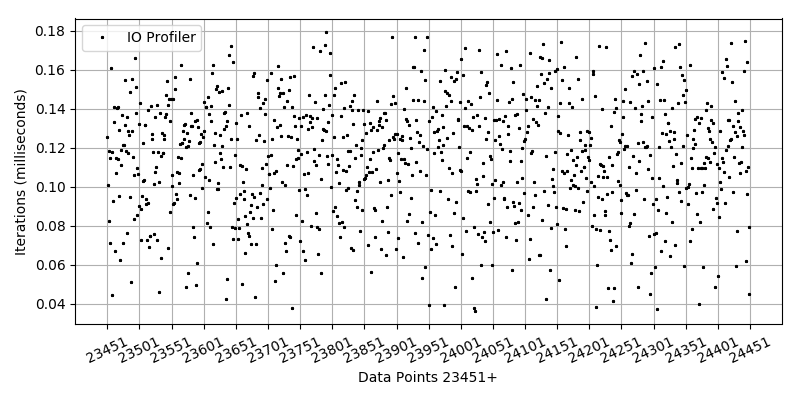 0.18
0.16
0.14
0.12
0.10
0.08
0.06
0.04
Iterations (milliseconds)
IO Profiler
23451 23501 23551 23601 23651 23701 23751 23801 23851 23901 23951 24001 24051 24101 24151 24201 24251 24301 24351 24401 24451
Data Points 23451+